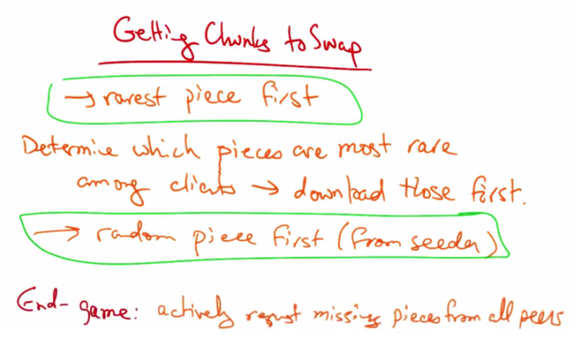 Getting Chunks to Swap
→ rarest piece first
Determine which pieces are most rare
among clients → download those first.
→ random piece first (from seeder)
End-game: actively request missing pieces from all peers